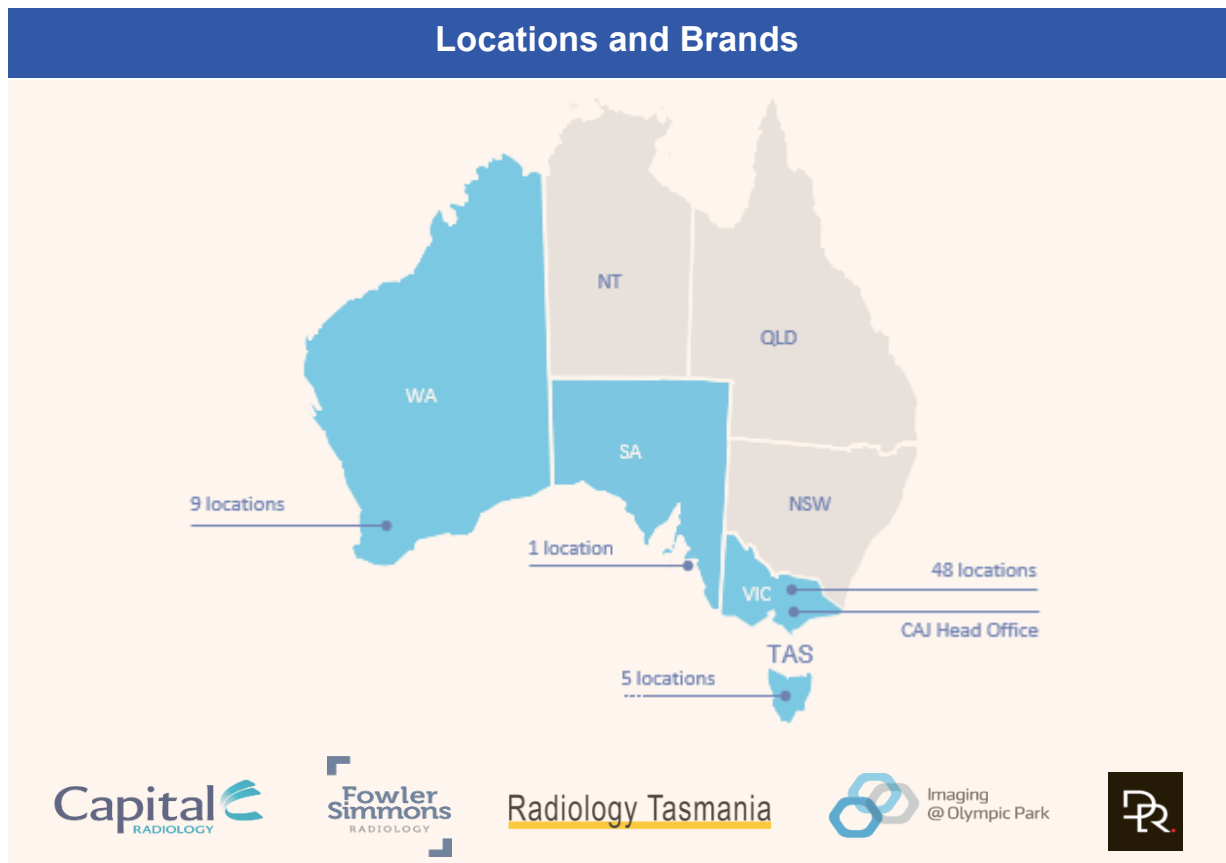 Locations and Brands
NT
QLD
WA
SA
9 locations
NSW
1 location
48 locations
VIC
CAJ Head Office
TAS
5 locations
Capital
RADIOLOGY
Fowler
Simmons
RADIOLOGY
Radiology Tasmania
Imaging
@ Olympic Park
DR.